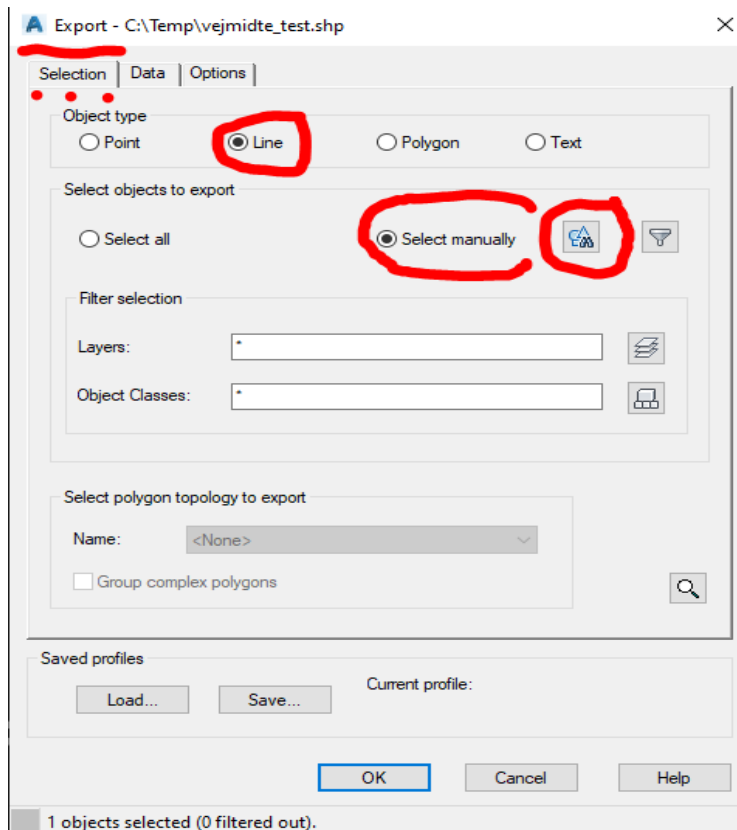 Export - C:\Temp\vejmidte_test.shp
Selection Data Options
Object type
Point Line Polygon Text
Select objects to export
Select all Select manually
Filter selection
Layers: *
Object Classes: *
Select polygon topology to export
Name: <None>
Group complex polygons
Saved profiles
Load... Save... Current profile:
OK Cancel Help
1 objects selected (0 filtered out).